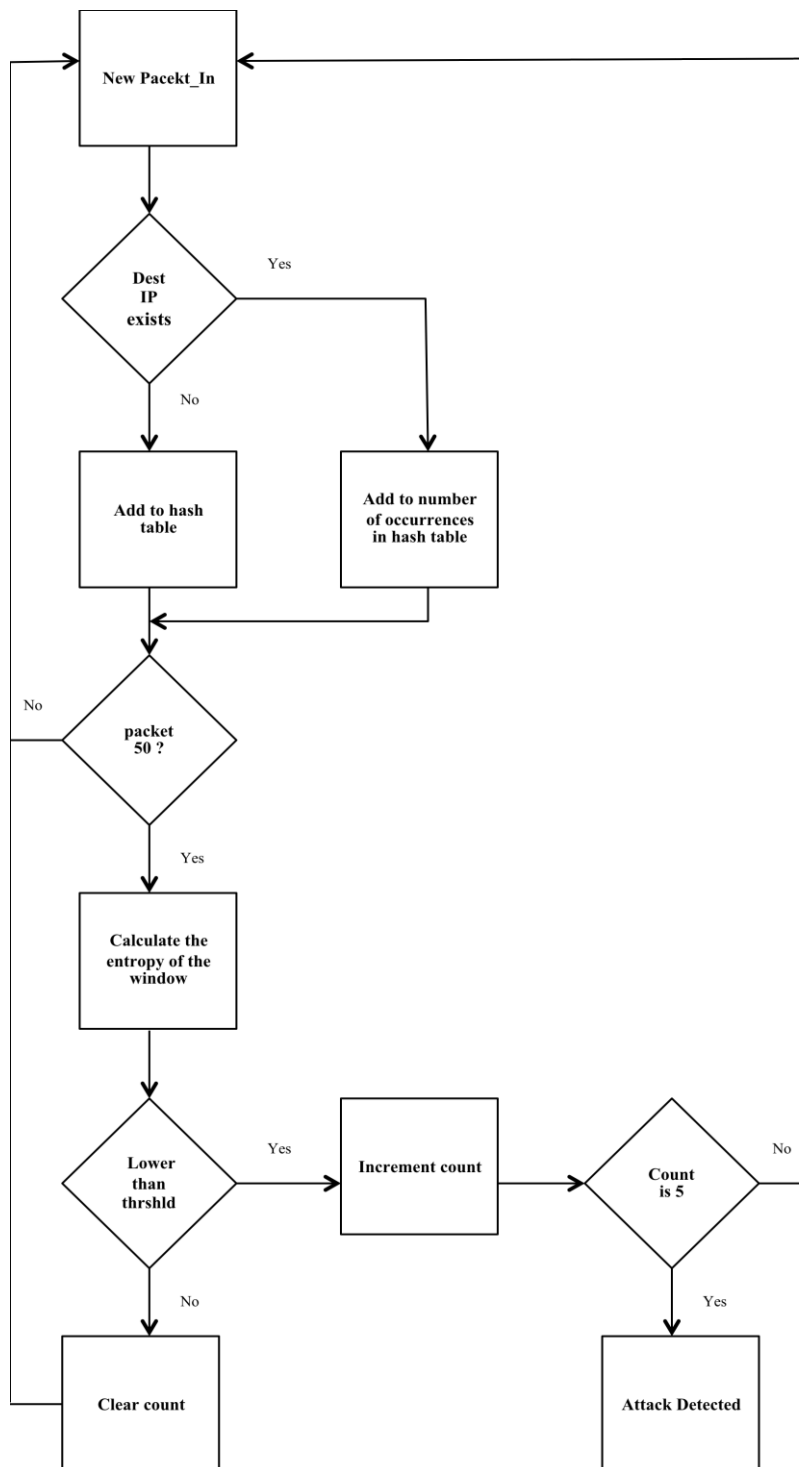 New Pacekt_In
Dest
IP
exists
Yes
No
Add to hash
table
Add to number
of occurrences
in hash table
packet
50 ?
No
Yes
Calculate the
entropy of the
window
Lower
than
thrshld
Yes
Increment count
Count
is 5
No
No
Yes
Clear count
Attack Detected